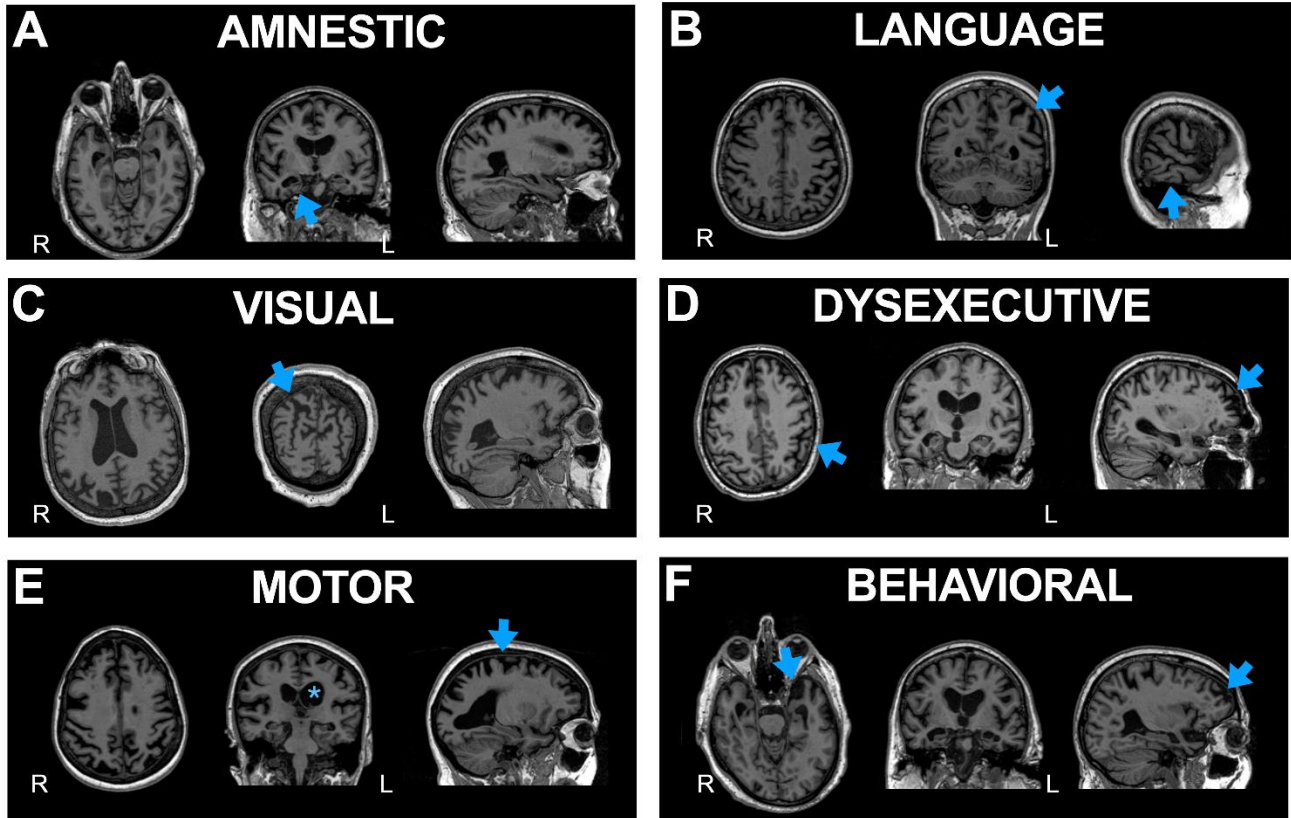 A AMNESTIC
R L
B LANGUAGE
R L
C VISUAL
R L
D DYSEXECUTIVE
R L
E MOTOR
*
R L
F BEHAVIORAL
R L